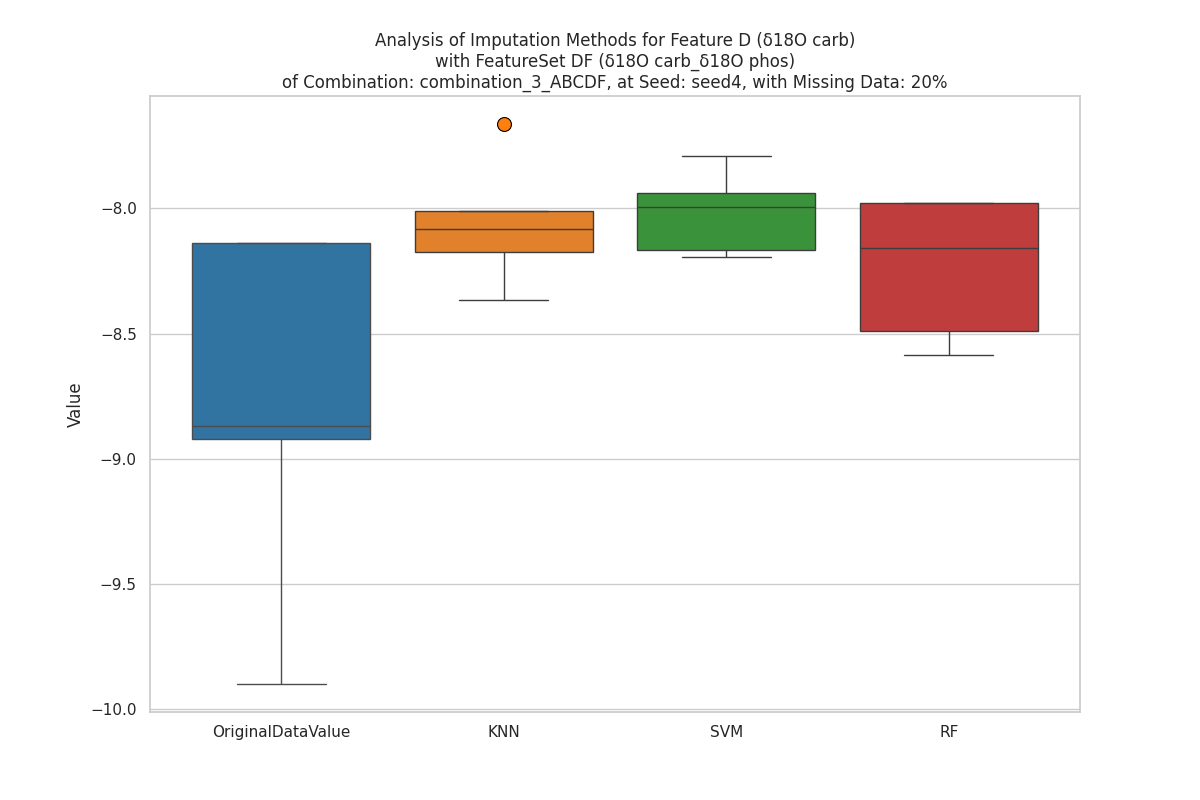 Analysis of Imputation Methods for Feature D (δ18O carb)
with FeatureSet DF (δ18O carb_δ18O phos)
of Combination: combination_3_ABCDF, at Seed: seed4, with Missing Data: 20%
Value
−8.0
−8.5
−9.0
−9.5
−10.0
OriginalDataValue
KNN
SVM
RF